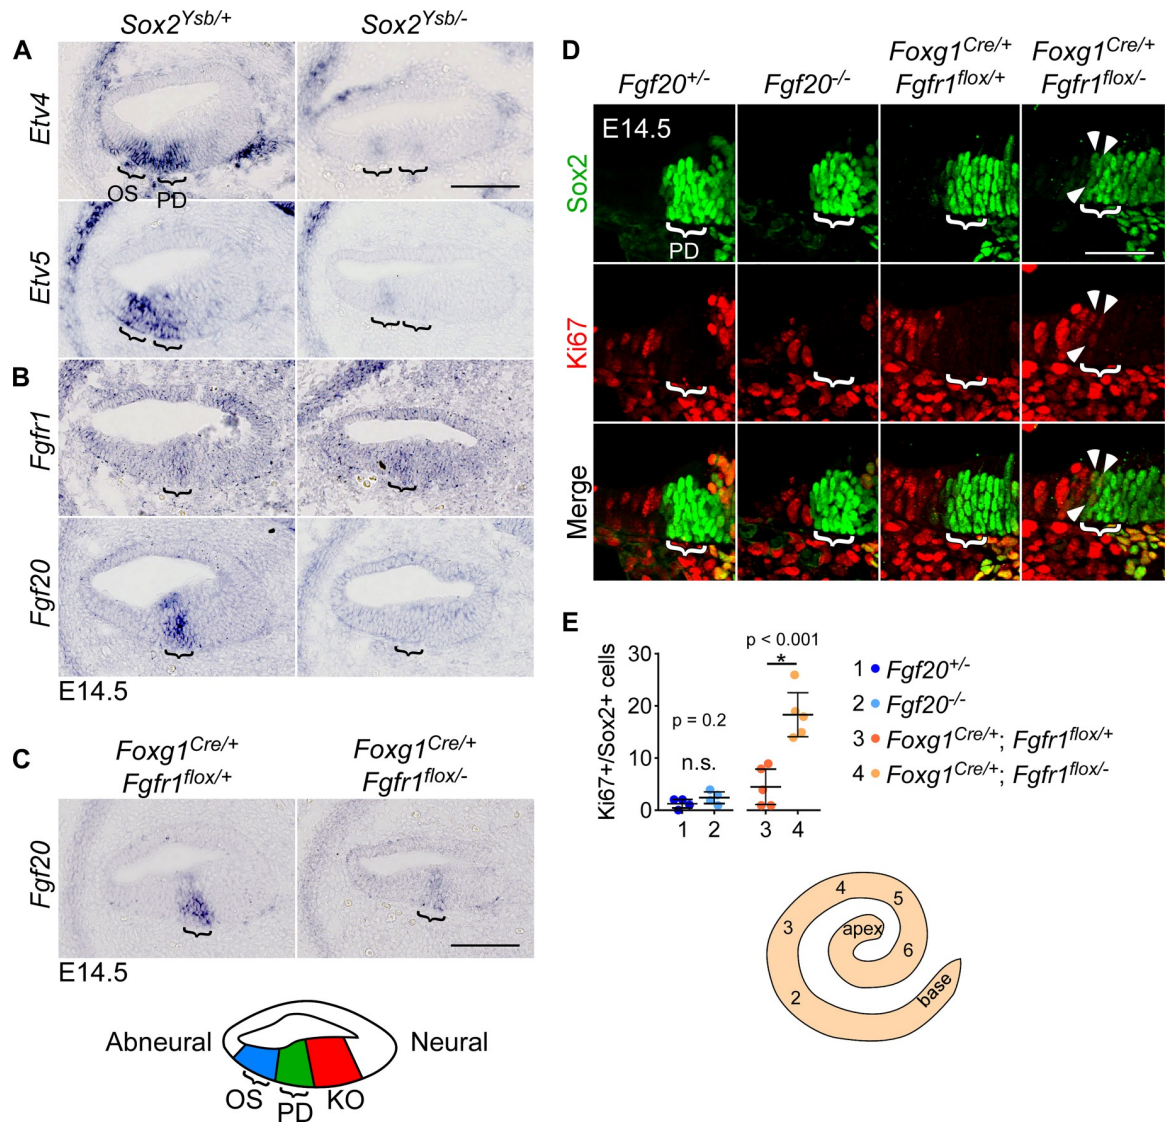 A
Sox2Ysb/+
Sox2Ysb/-
Etv4
OS
PD
Etv5
B
Fgfr1
Fgf20
E14.5
C
Foxg1Cre/+
Fgfr1flox/+
Foxg1Cre/+
Fgfr1flox/-
Fgf20
E14.5
Abneural
Neural
OS
PD
KO
D
Fgf20+/-
Fgf20-/-
Foxg1Cre/+
Fgfr1flox/+
Foxg1Cre/+
Fgfr1flox/-
E14.5
Sox2
PD
Ki67
Merge
E
Ki67+/Sox2+ cells
30
20
10
0
p = 0.2
n.s.
p < 0.001
*
1
2
3
4
1 Fgf20+/-
2 Fgf20-/-
3 Foxg1Cre/+; Fgfr1flox/+
4 Foxg1Cre/+; Fgfr1flox/-
4
5
3
apex
6
2
base